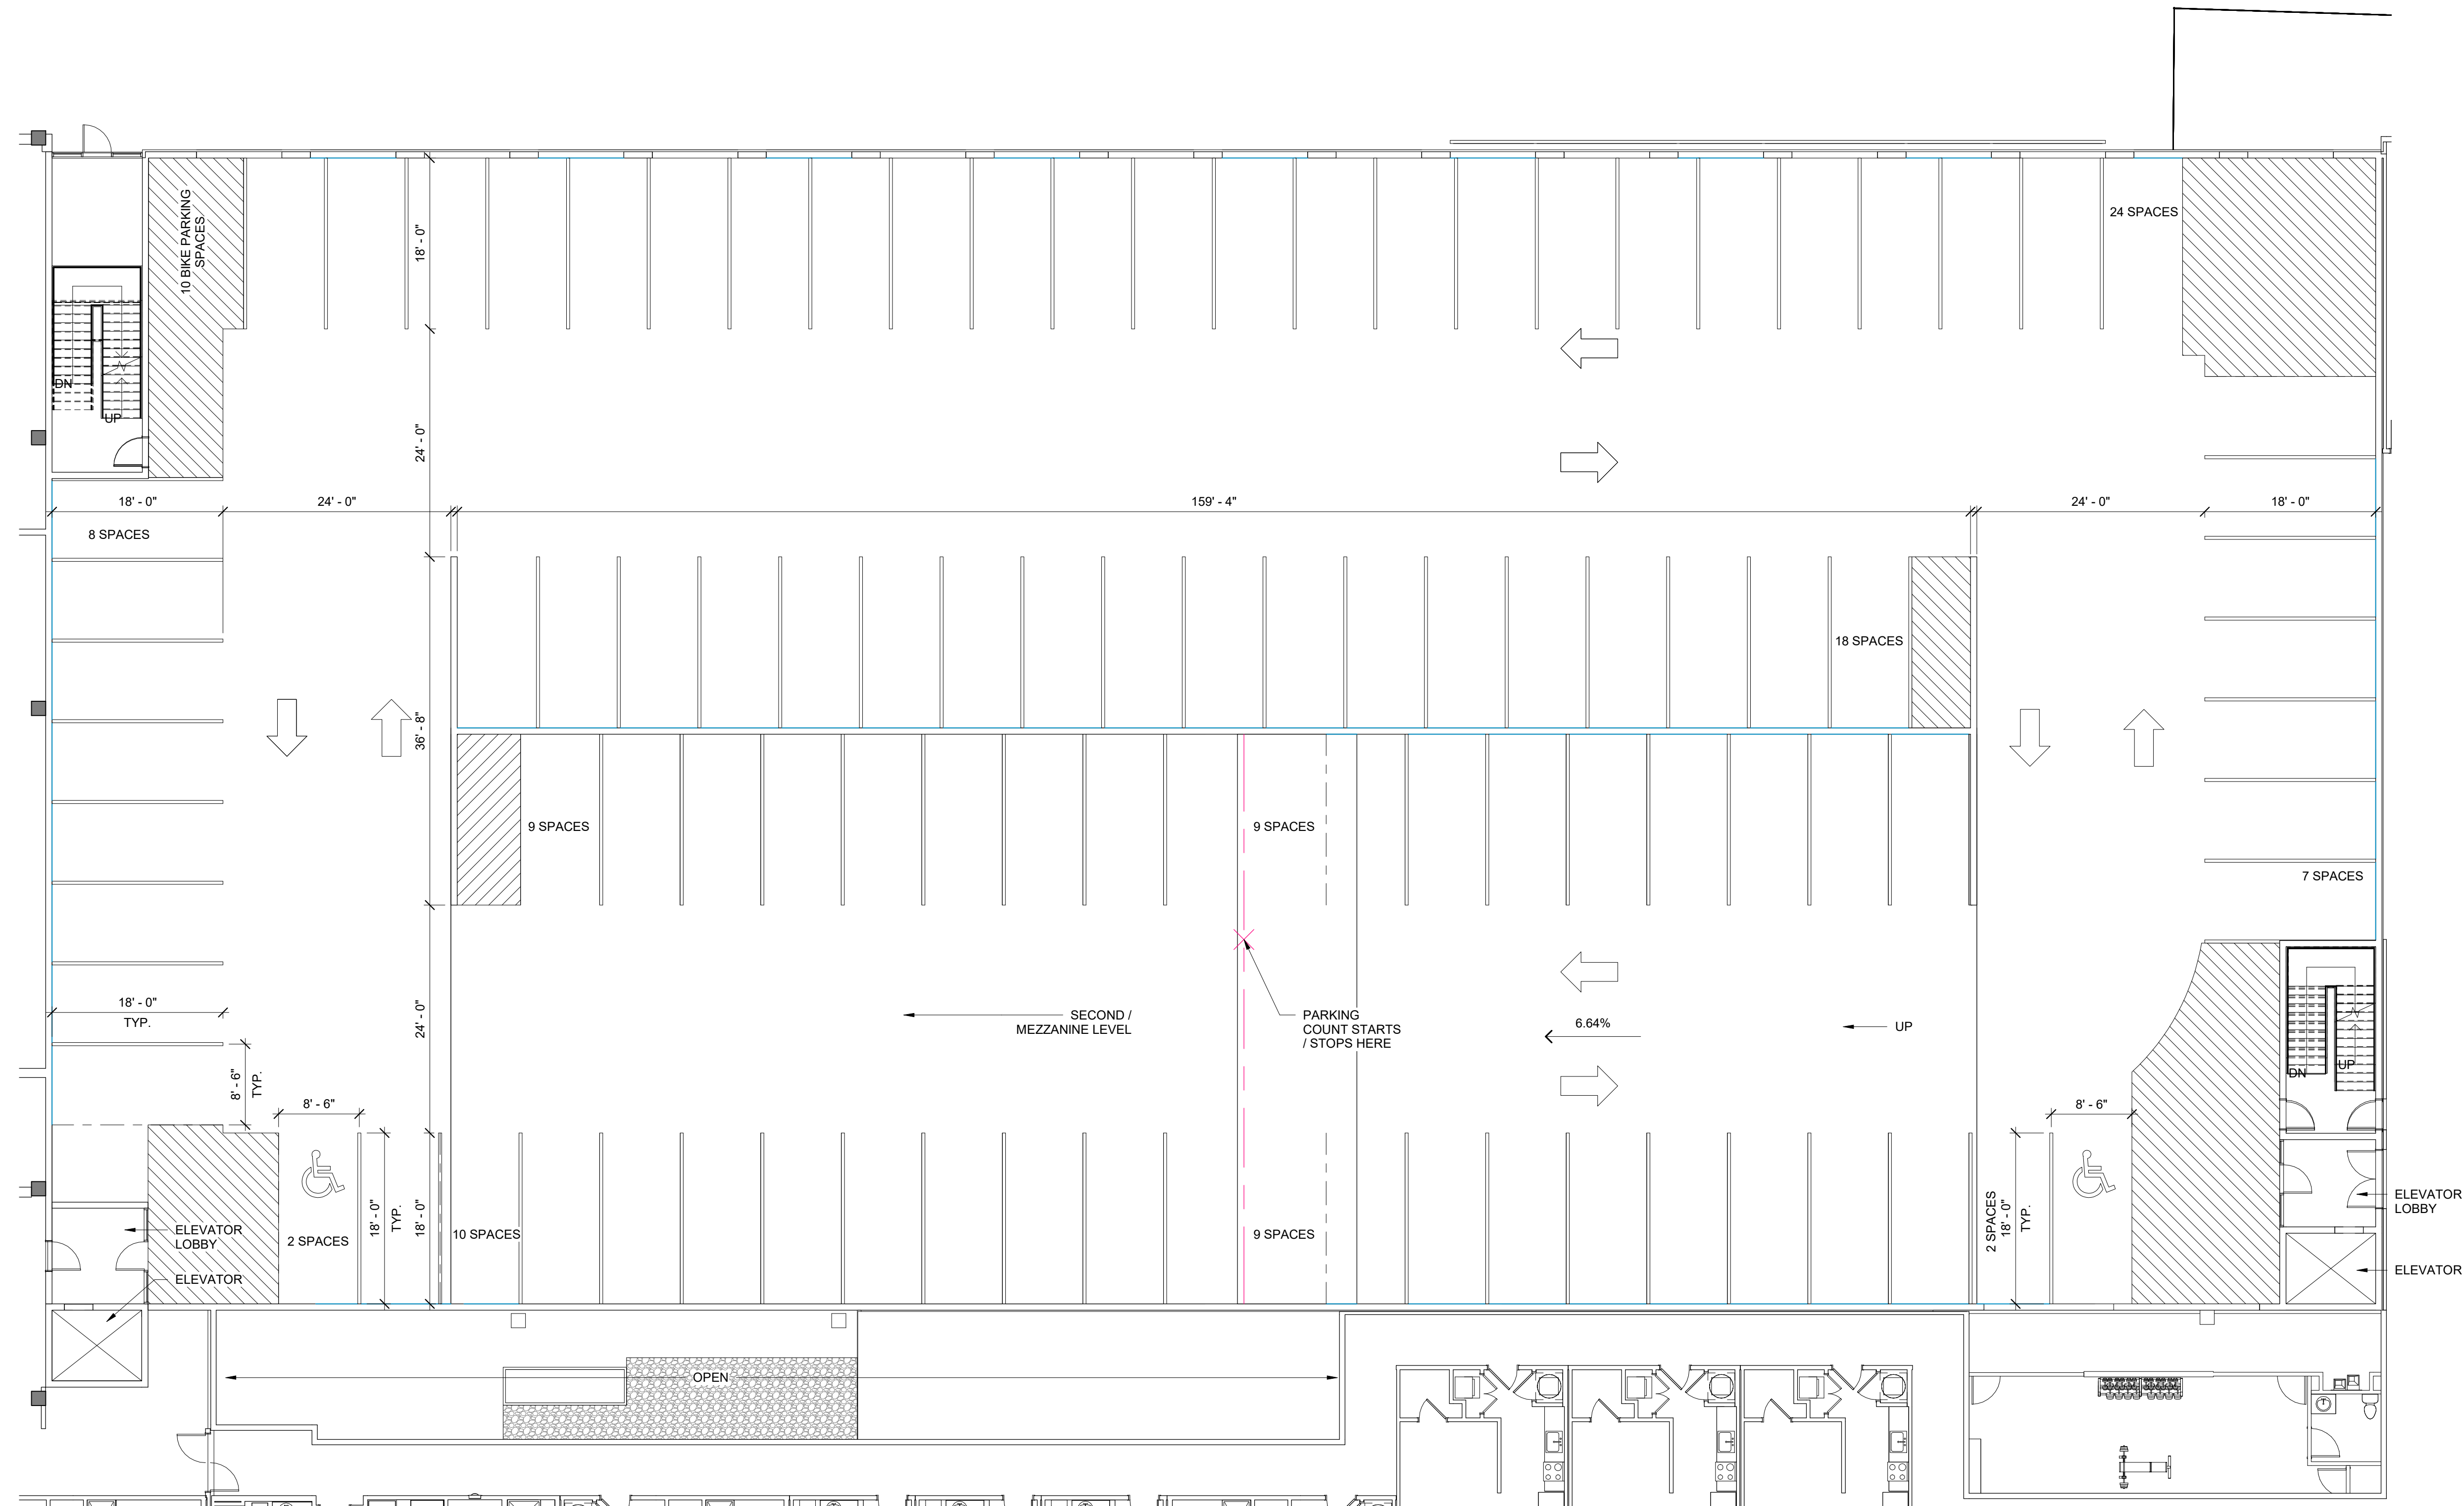 10 BIKE PARKING
SPACES
18' - 0"
24 SPACES
DN
UP
24' - 0"
18' - 0"
24' - 0"
159' - 4"
24' - 0"
18' - 0"
8 SPACES
18 SPACES
36' - 8"
9 SPACES
9 SPACES
7 SPACES
18' - 0"
TYP.
24' - 0"
SECOND /
MEZZANINE LEVEL
PARKING
COUNT STARTS
/ STOPS HERE
6.64%
UP
DN
UP
8' - 6"
TYP.
8' - 6"
8' - 6"
ELEVATOR
LOBBY
2 SPACES
18' - 0"
TYP.
18' - 0"
10 SPACES
9 SPACES
2 SPACES
18' - 0"
TYP.
ELEVATOR
LOBBY
ELEVATOR
ELEVATOR
OPEN